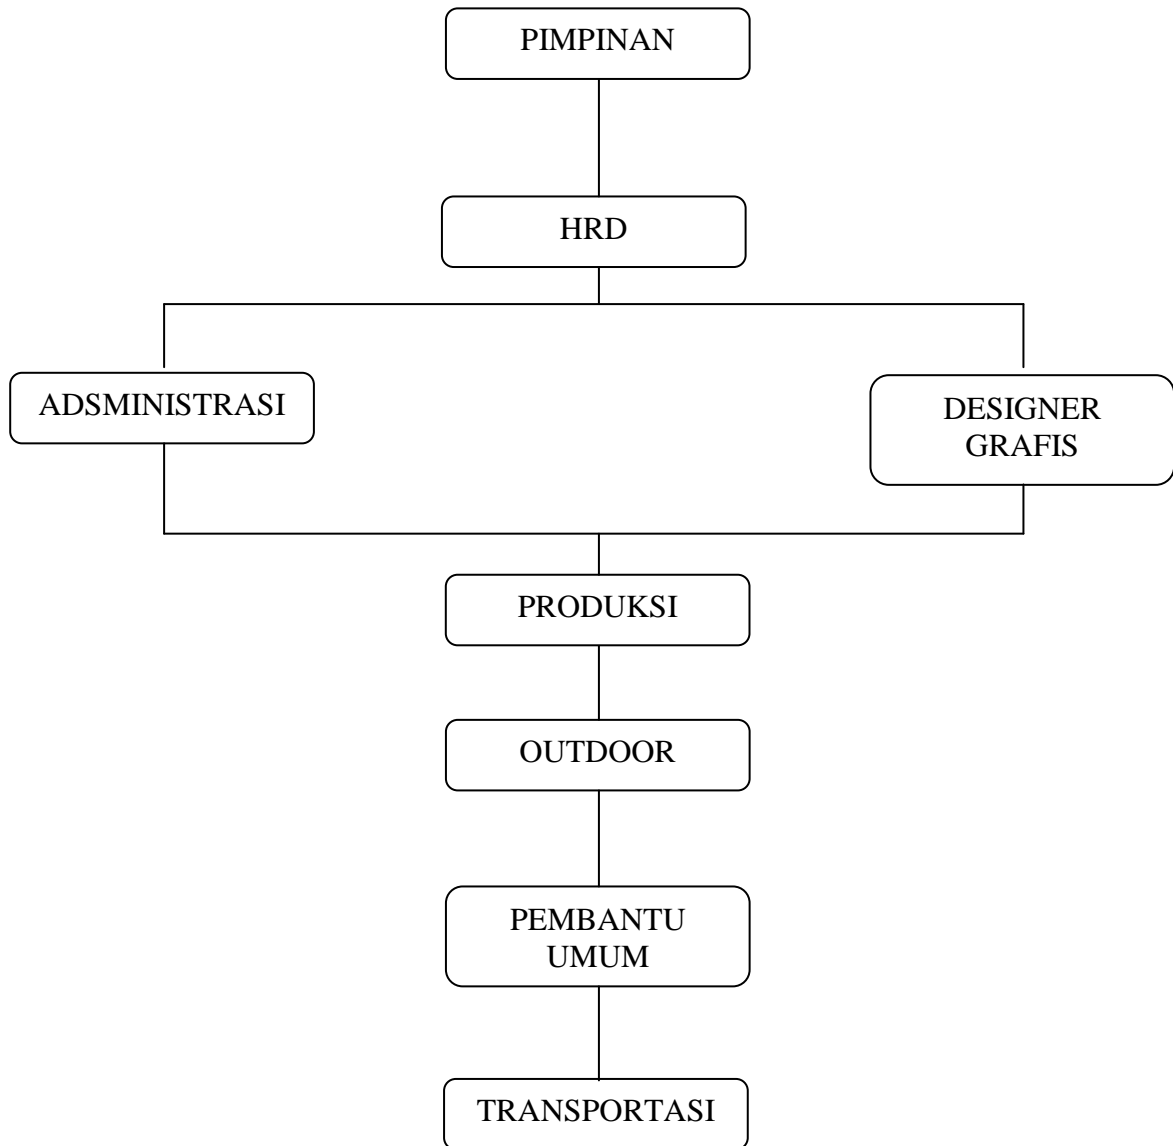 PIMPINAN
HRD
ADSMINISTRASI
DESIGNER
GRAFIS
PRODUKSI
OUTDOOR
PEMBANTU
UMUM
TRANSPORTASI